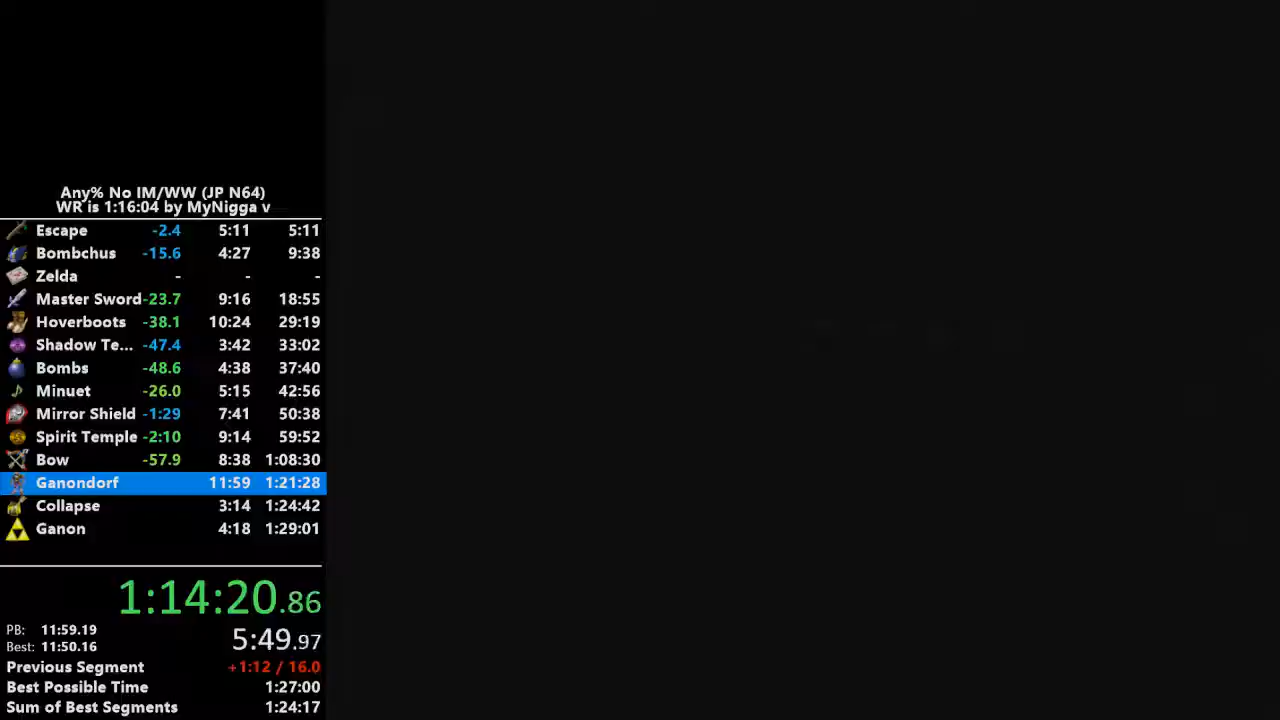 Any% No IM/WW (JP N64)
WR is 1:16:04 by MyNigga v
Escape -2.4 5:11 5:11
Bombchus -15.6 4:27 9:38
Zelda - - -
Master Sword -23.7 9:16 18:55
Hoverboots -38.1 10:24 29:19
Shadow Te... -47.4 3:42 33:02
Bombs -48.6 4:38 37:40
Minuet -26.0 5:15 42:56
Mirror Shield -1:29 7:41 50:38
Spirit Temple -2:10 9:14 59:52
Bow -57.9 8:38 1:08:30
Ganondorf 11:59 1:21:28
Collapse 3:14 1:24:42
Ganon 4:18 1:29:01
1:14:20.86
PB: 11:59.19
Best: 11:50.16
5:49.97
Previous Segment +1:12 / 16.0
Best Possible Time 1:27:00
Sum of Best Segments 1:24:17